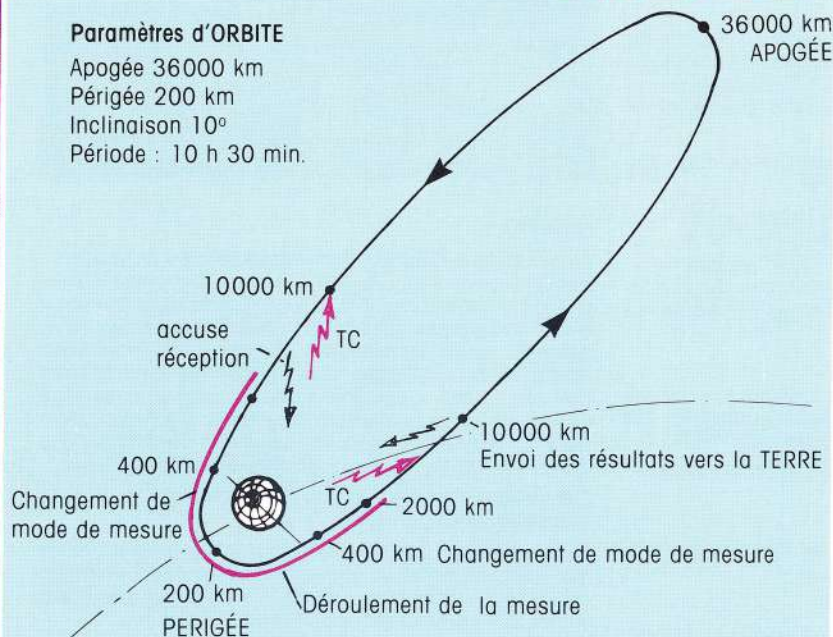 Paramètres d'ORBITE
Apogée 36000 km
Périgée 200 km
Inclinaison 10º
Période : 10 h 30 min.
36000 km
APOGÉE
10000 km
TC
accuse
réception
10000 km
Envoi des résultats vers la TERRE
400 km
Changement de
mode de mesure
TC
2000 km
400 km Changement de mode de mesure
200 km
PERIGÉE
Déroulement de la mesure